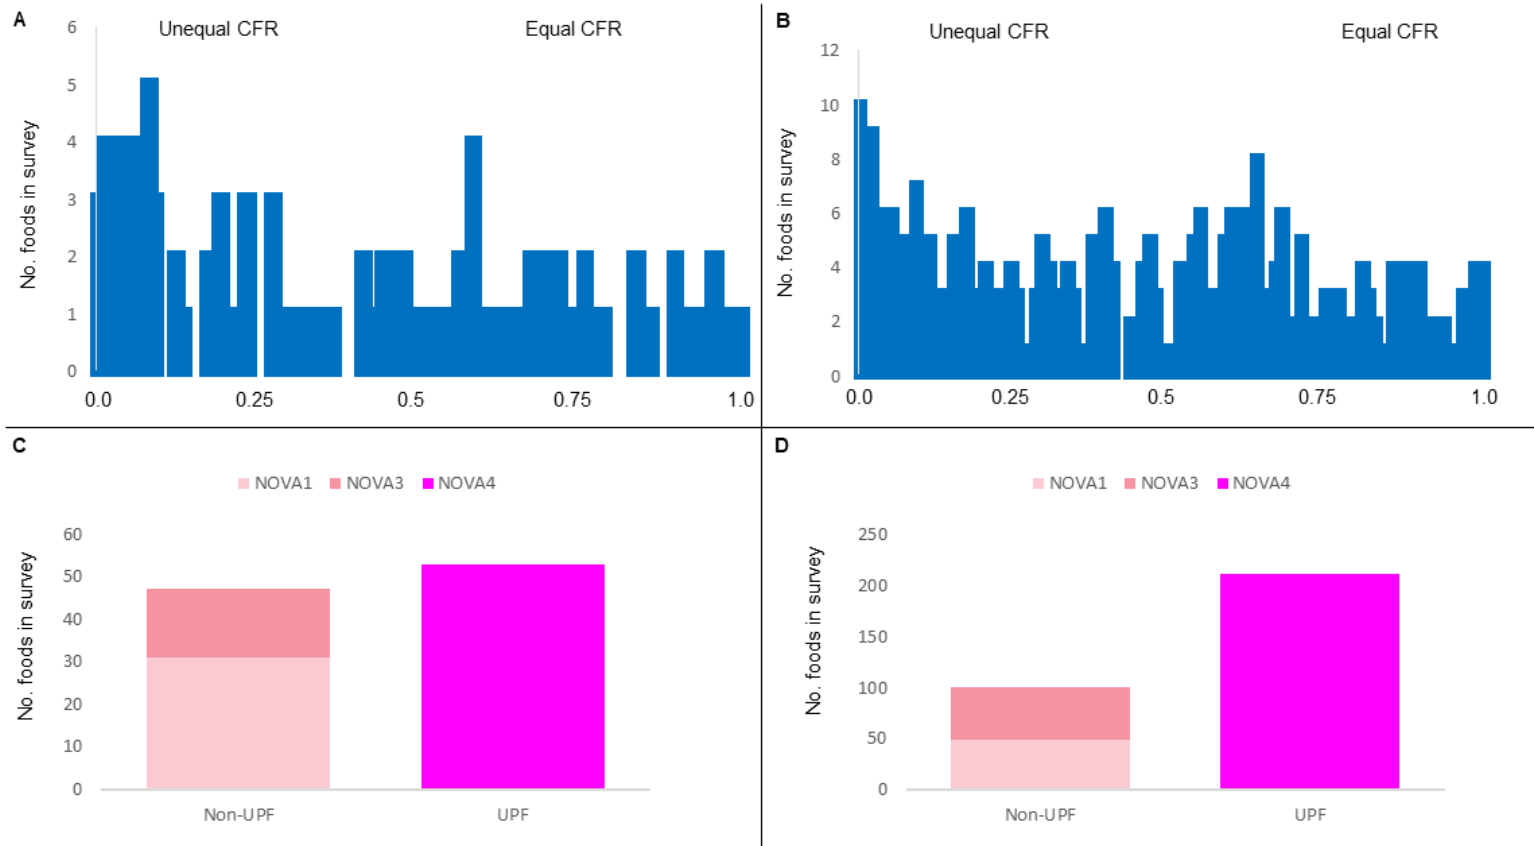 A
Unequal CFR
Equal CFR
No. foods in survey
6
5
4
3
2
1
0
0.0 0.25 0.5 0.75 1.0
B
Unequal CFR
Equal CFR
No. foods in survey
12
10
8
6
4
2
0
0.0 0.25 0.5 0.75 1.0
C
NOVA1 NOVA3 NOVA4
No. foods in survey
60
50
40
30
20
10
0
Non-UPF UPF
D
NOVA1 NOVA3 NOVA4
No. foods in survey
250
200
150
100
50
0
Non-UPF UPF